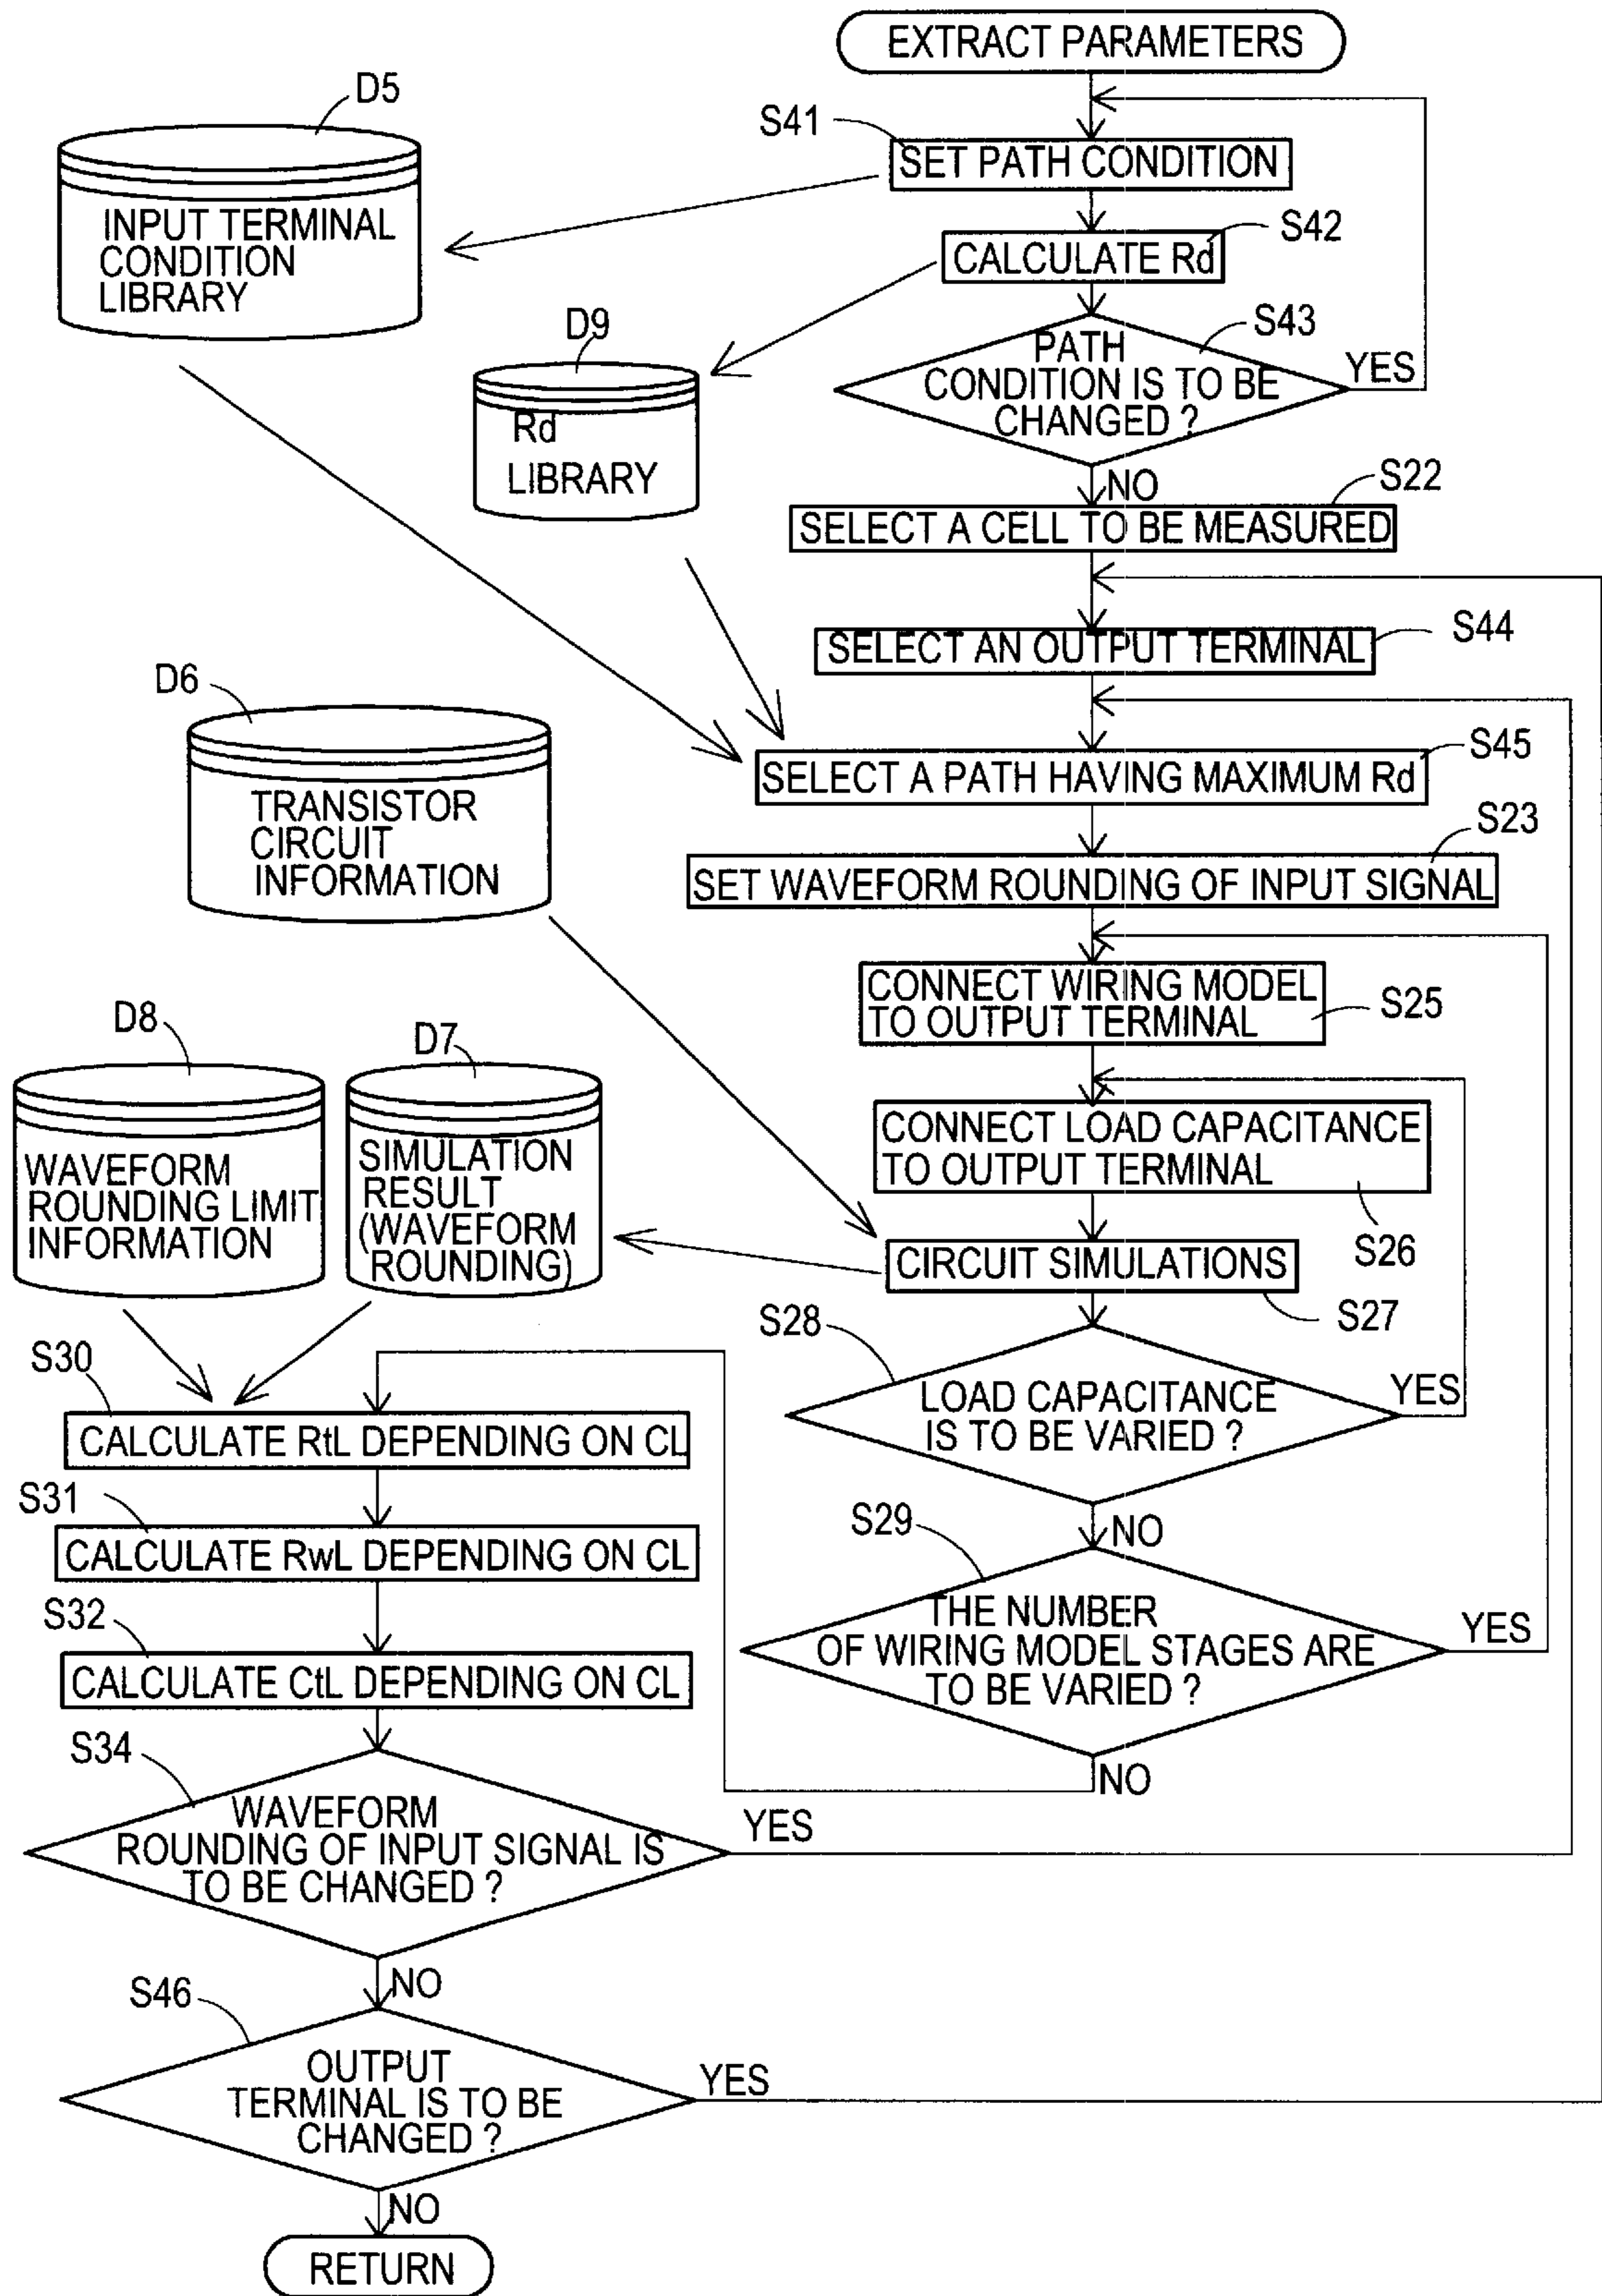 EXTRACT PARAMETERS
D5
S41
SET PATH CONDITION
INPUT TERMINAL
CONDITION
LIBRARY
S42
CALCULATE Rd
D9
S43
PATH
CONDITION IS TO BE
CHANGED ?
YES
Rd
LIBRARY
NO
S22
SELECT A CELL TO BE MEASURED
S44
SELECT AN OUTPUT TERMINAL
D6
S45
SELECT A PATH HAVING MAXIMUM Rd
TRANSISTOR
CIRCUIT
INFORMATION
S23
SET WAVEFORM ROUNDING OF INPUT SIGNAL
CONNECT WIRING MODEL
TO OUTPUT TERMINAL
S25
D8
D7
CONNECT LOAD CAPACITANCE
TO OUTPUT TERMINAL
S26
WAVEFORM
ROUNDING LIMIT
INFORMATION
SIMULATION
RESULT
(WAVEFORM
ROUNDING)
CIRCUIT SIMULATIONS
S27
S28
LOAD CAPACITANCE
IS TO BE VARIED ?
YES
S30
CALCULATE RtL DEPENDING ON CL
S31
CALCULATE RwL DEPENDING ON CL
S29
NO
THE NUMBER
OF WIRING MODEL STAGES ARE
TO BE VARIED ?
YES
NO
S32
CALCULATE CtL DEPENDING ON CL
S34
WAVEFORM
ROUNDING OF INPUT SIGNAL IS
TO BE CHANGED ?
YES
NO
S46
OUTPUT
TERMINAL IS TO BE
CHANGED ?
YES
NO
RETURN